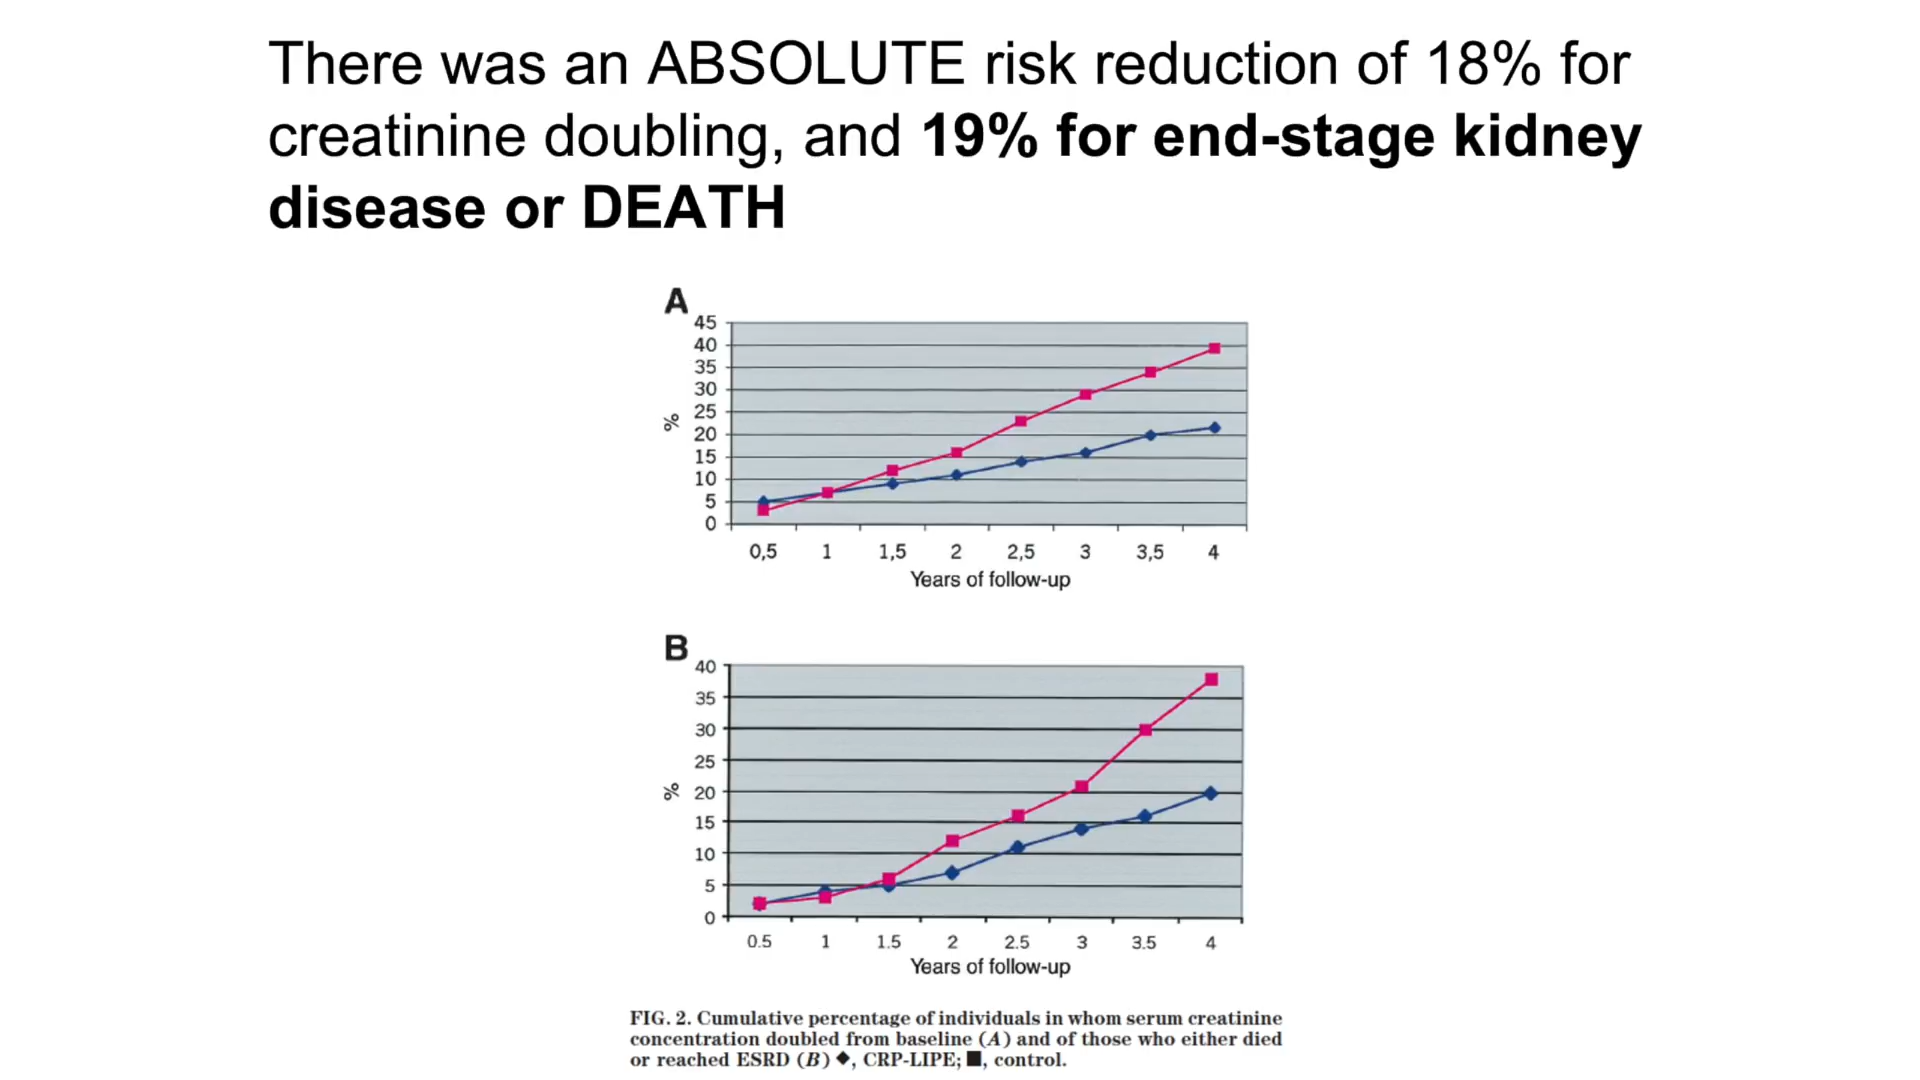 There was an ABSOLUTE risk reduction of 18% for
creatinine doubling, and 19% for end-stage kidney
disease or DEATH
A
45
40
35
30
25
20
15
10
5
0
%
0,5 1 1,5 2 2,5 3 3,5 4
Years of follow-up
B
40
35
30
25
20
15
10
5
0
%
0.5 1 1.5 2 2.5 3 3.5 4
Years of follow-up
FIG. 2. Cumulative percentage of individuals in whom serum creatinine
concentration doubled from baseline (A) and of those who either died
or reached ESRD (B) ◆, CRP-LIPE; ■, control.